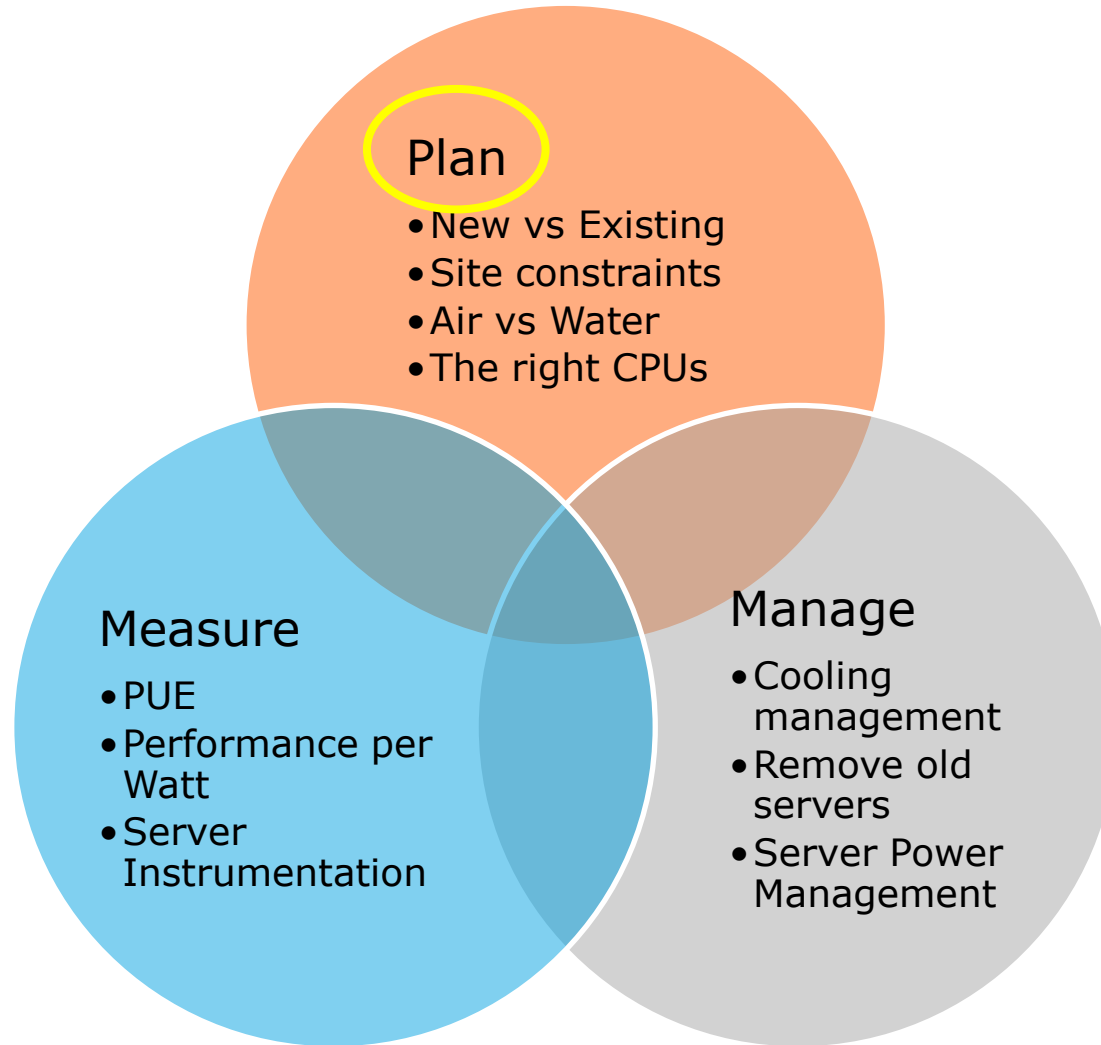 Plan
•New vs Existing
•Site constraints
•Air vs Water
•The right CPUs
Measure
•PUE
•Performance per
Watt
•Server
Instrumentation
Manage
•Cooling
management
•Remove old
servers
•Server Power
Management